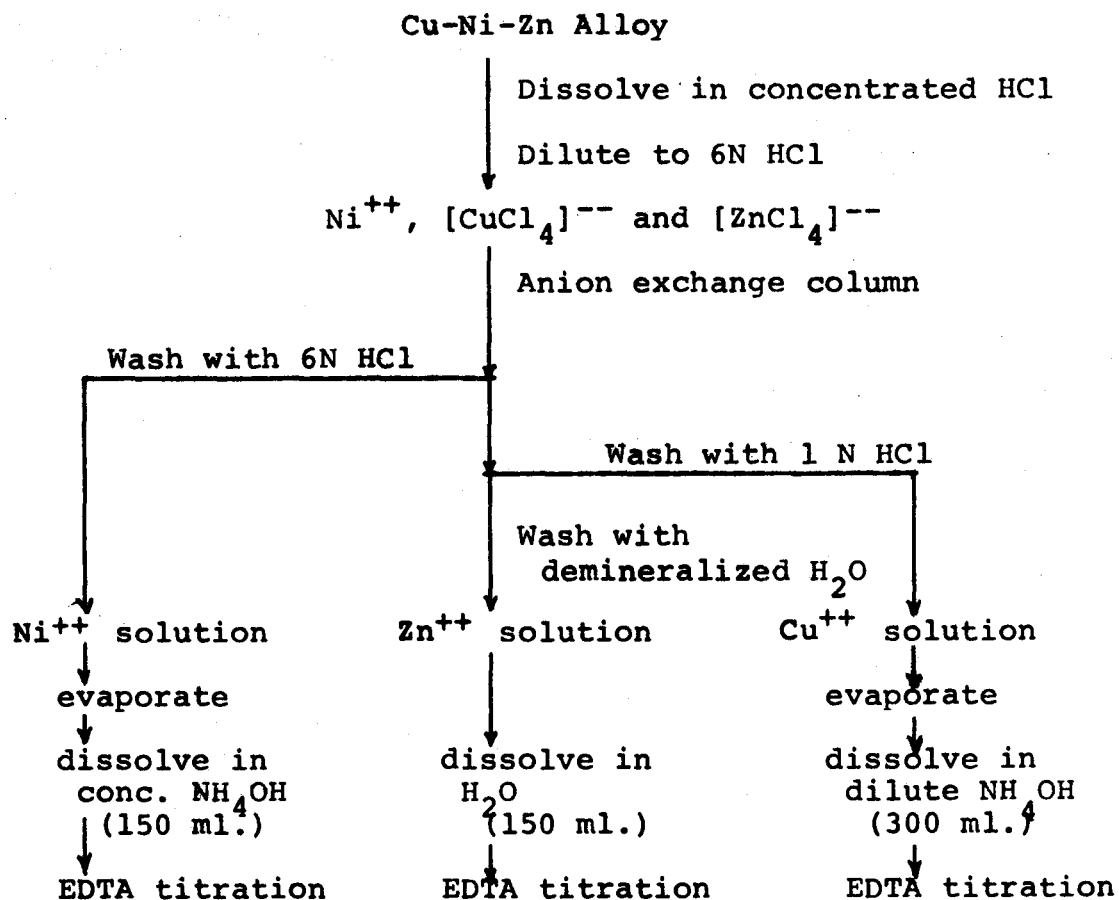 Cu-Ni-Zn Alloy
Dissolve in concentrated HCl
Dilute to 6N HCl
Ni++, [CuCl4]-- and [ZnCl4]--
Anion exchange column
Wash with 6N HCl
Wash with 1 N HCl
Wash with
demineralized H2O
Ni++ solution
Zn++ solution
Cu++ solution
evaporate
evaporate
dissolve in
conc. NH4OH
(150 ml.)
dissolve in
H2O
(150 ml.)
dissolve in
dilute NH4OH
(300 ml.)
EDTA titration
EDTA titration
EDTA titration